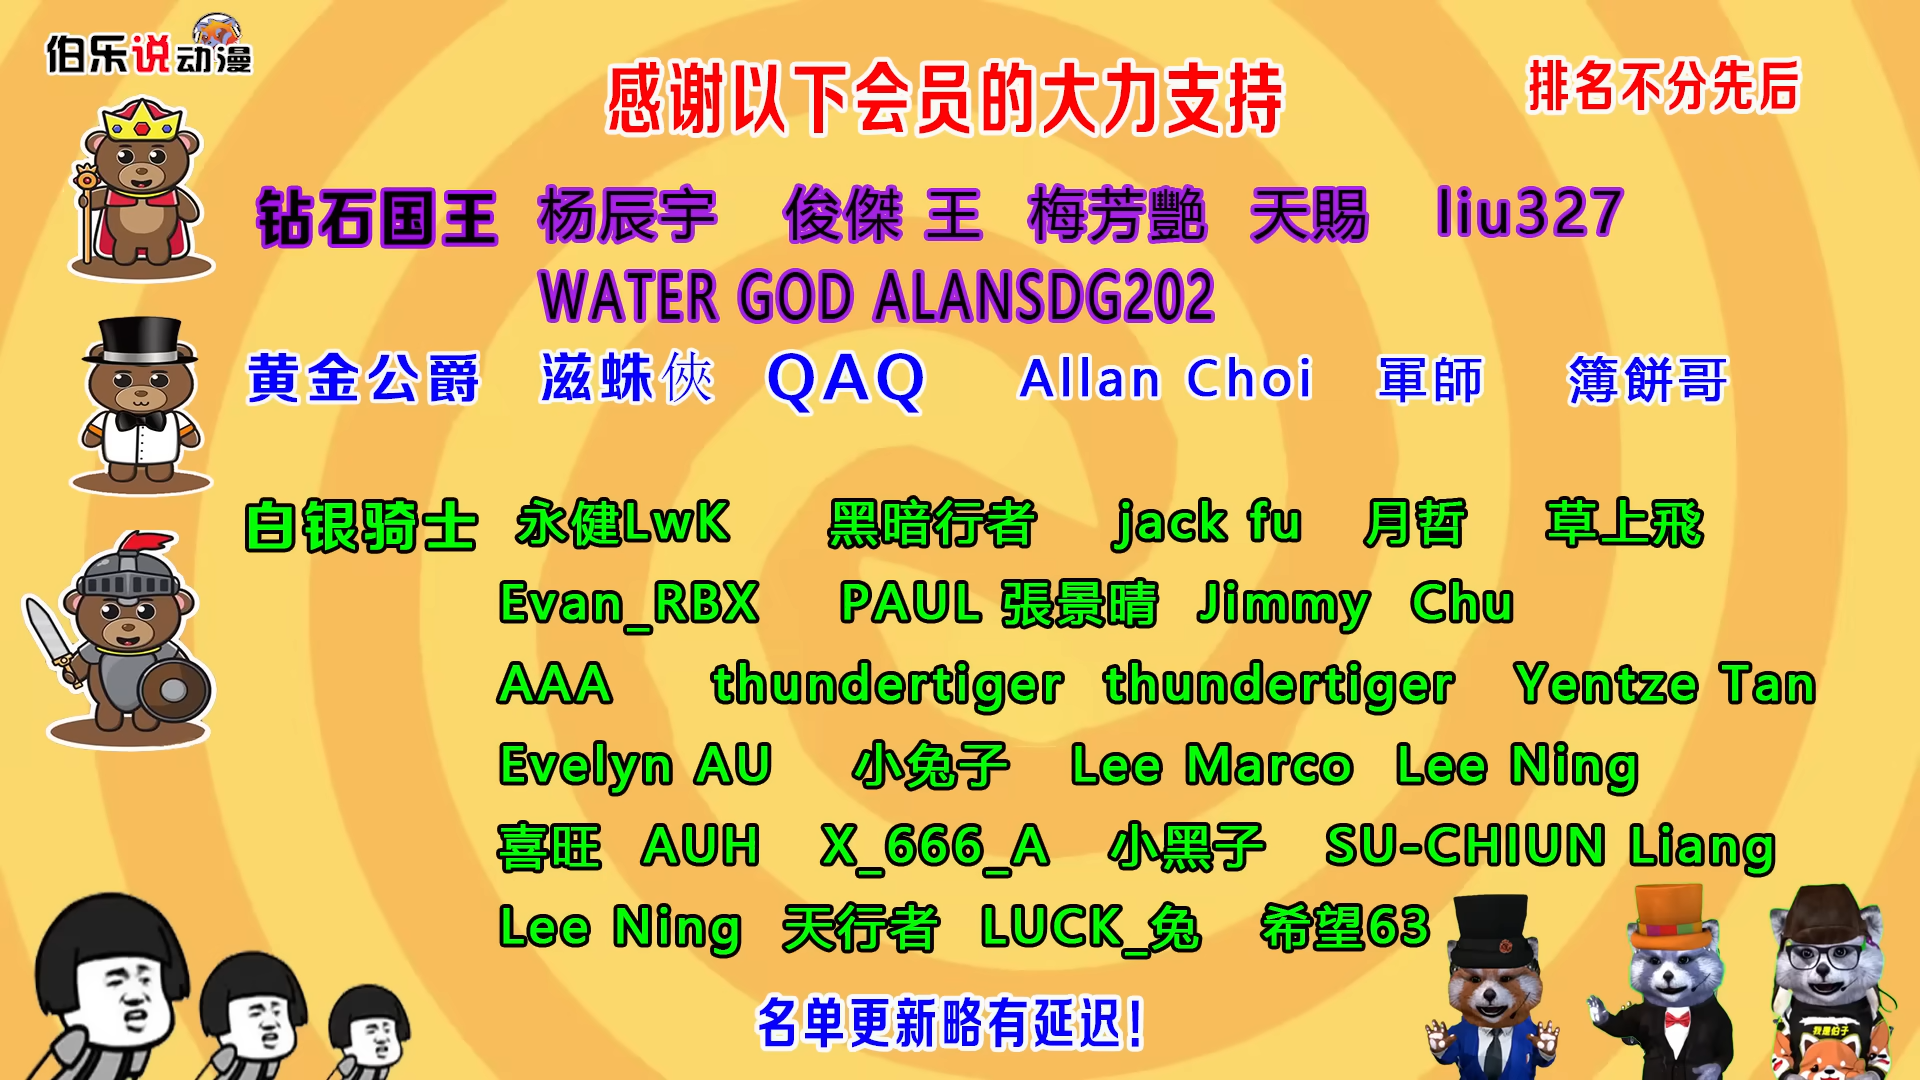 伯乐说动漫
感谢以下会员的大力支持
排名不分先后
钻石国王 杨辰宇 俊傑 王 梅芳艷 天賜 liu327
WATER GOD ALANSDG202
黄金公爵 滋蛛俠 QAQ Allan Choi 軍師 簿餅哥
白银骑士 永健LwK 黑暗行者 jack fu 月哲 草上飛
Evan_RBX PAUL 張景晴 Jimmy Chu
AAA thundertiger thundertiger Yentze Tan
Evelyn AU 小兔子 Lee Marco Lee Ning
喜旺 AUH X_666_A 小黑子 SU-CHIUN Liang
Lee Ning 天行者 LUCK_兔 希望63
名单更新略有延迟！
我是伯子